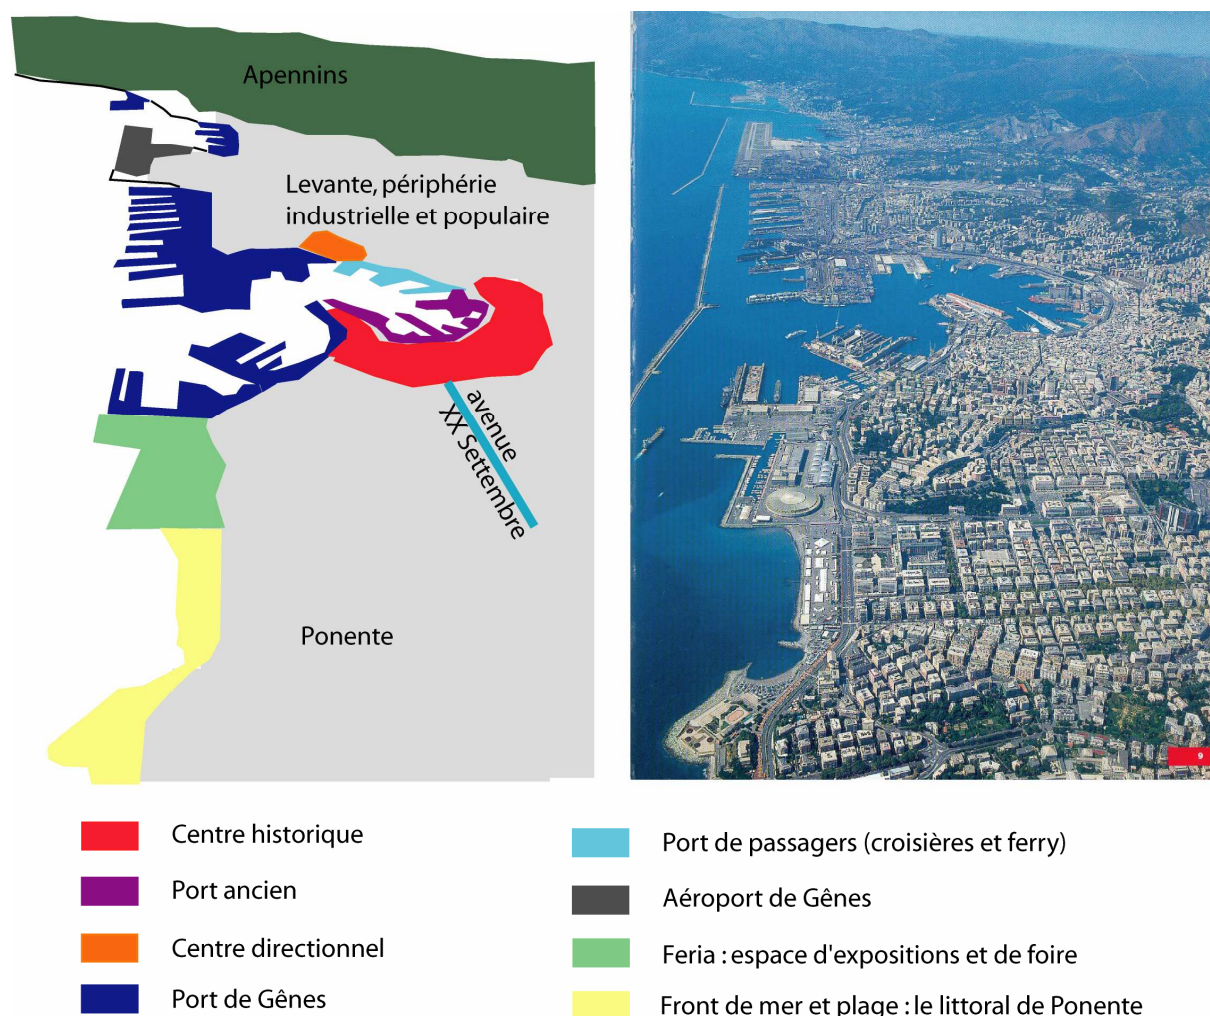 Apennins
Levante, périphérie
industrielle et populaire
avenue
XX Settembre
Ponente
9
Centre historique
Port ancien
Centre directionnel
Port de Gênes
Port de passagers (croisières et ferry)
Aéroport de Gênes
Feria : espace d'expositions et de foire
Front de mer et plage : le littoral de Ponente